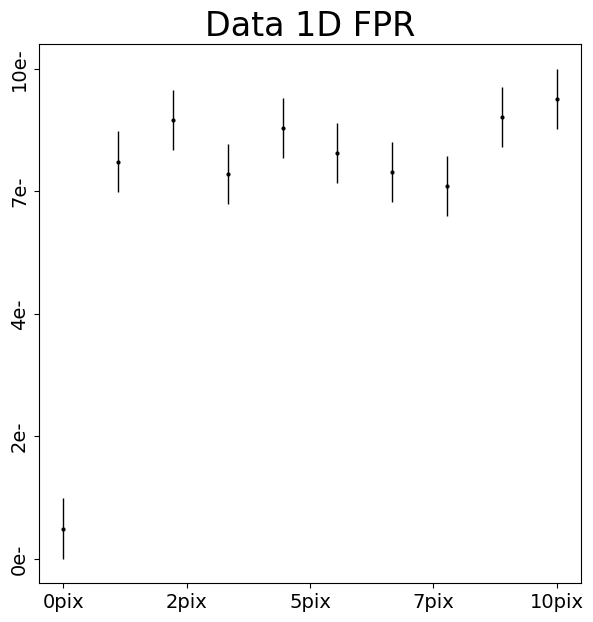 Data 1D FPR
10e-
7e-
4e-
2e-
0e-
0pix 2pix 5pix 7pix 10pix